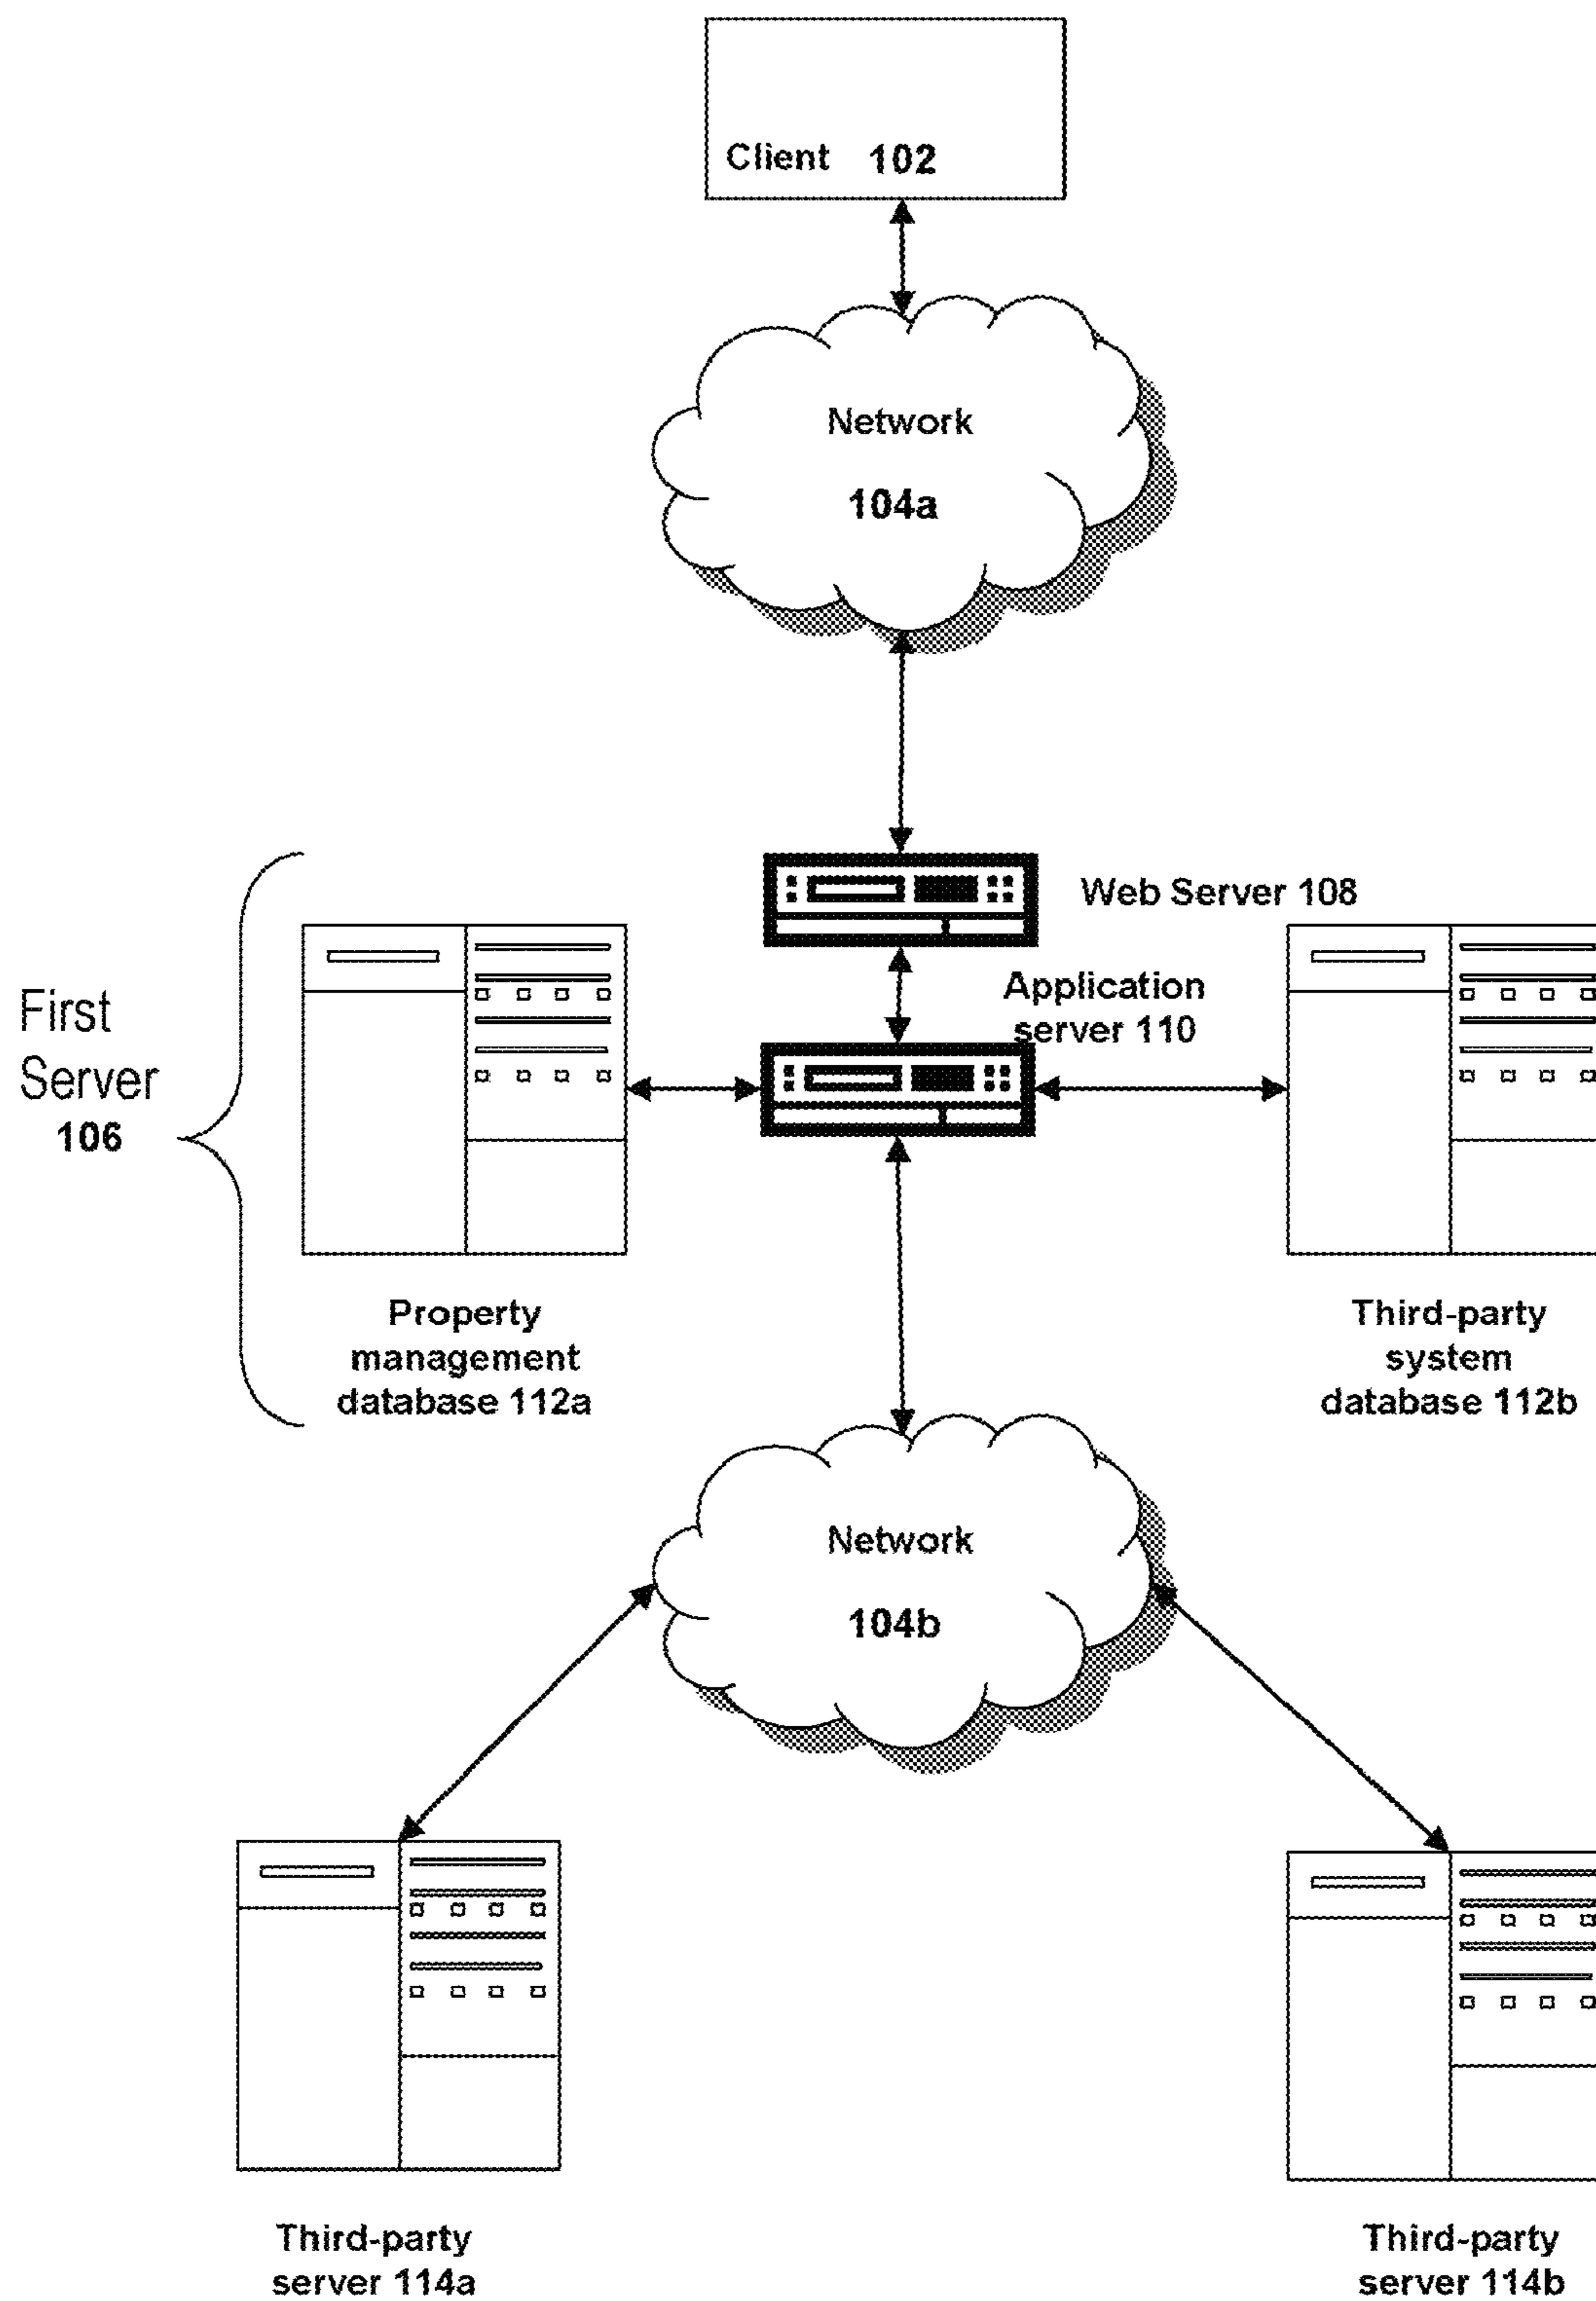 Client 102
Network
104a
Web Server 108
Application
server 110
First
Server
106
Property
management
database 112a
Third-party
system
database 112b
Network
104b
Third-party
server 114a
Third-party
server 114b